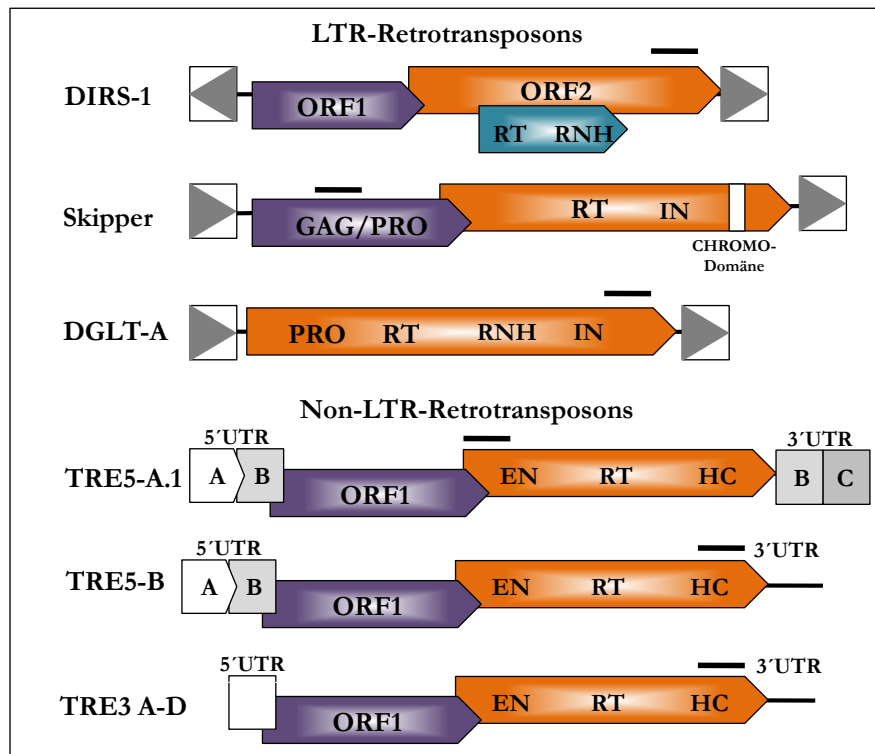 LTR-Retrotransposons
DIRS-1
ORF1
ORF2
RT RNH
Skipper
GAG/PRO
RT IN
CHROMO-
Domäne
DGLT-A
PRO RT RNH IN
Non-LTR-Retrotransposons
5´UTR
3´UTR
TRE5-A.1
A B
ORF1
EN RT HC
B C
5´UTR
3´UTR
TRE5-B
A B
ORF1
EN RT HC
5´UTR
3´UTR
TRE3 A-D
ORF1
EN RT HC